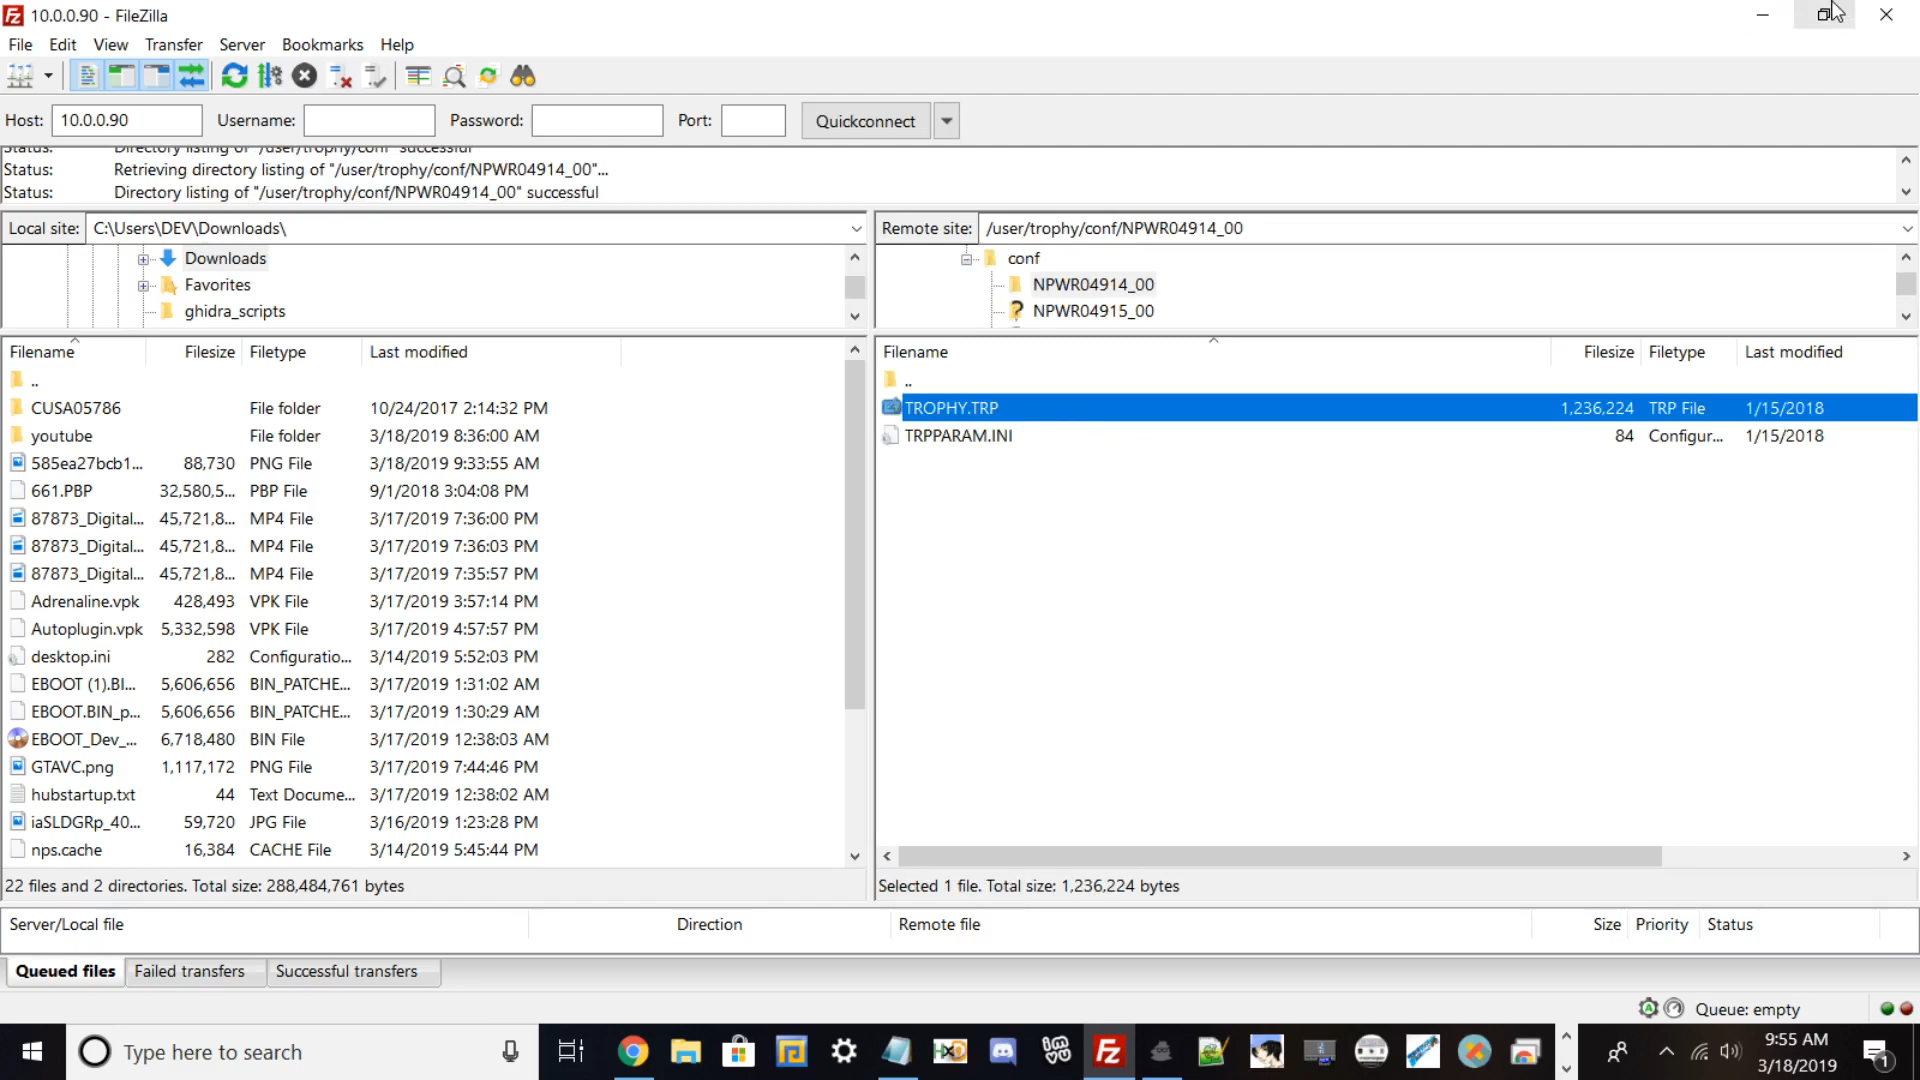 10.0.0.90 - FileZilla
File Edit View Transfer Server Bookmarks Help
Host: 10.0.0.90 Username: Password: Port: Quickconnect
Status: Directory listing of "/user/trophy/conf" successful
Status: Retrieving directory listing of "/user/trophy/conf/NPWR04914_00"...
Status: Directory listing of "/user/trophy/conf/NPWR04914_00" successful
Local site: C:\Users\DEV\Downloads\
Downloads
Favorites
ghidra_scripts
Filename Filesize Filetype Last modified
..
CUSA05786 File folder 10/24/2017 2:14:32 PM
youtube File folder 3/18/2019 8:36:00 AM
585ea27bcb1... 88,730 PNG File 3/18/2019 9:33:55 AM
661.PBP 32,580,5... PBP File 9/1/2018 3:04:08 PM
87873_Digital... 45,721,8... MP4 File 3/17/2019 7:36:00 PM
87873_Digital... 45,721,8... MP4 File 3/17/2019 7:36:03 PM
87873_Digital... 45,721,8... MP4 File 3/17/2019 7:35:57 PM
Adrenaline.vpk 428,493 VPK File 3/17/2019 3:57:14 PM
Autoplugin.vpk 5,332,598 VPK File 3/17/2019 4:57:57 PM
desktop.ini 282 Configuratio... 3/14/2019 5:52:03 PM
EBOOT (1).BI... 5,606,656 BIN_PATCHE... 3/17/2019 1:31:02 AM
EBOOT.BIN_p... 5,606,656 BIN_PATCHE... 3/17/2019 1:30:29 AM
EBOOT_Dev_... 6,718,480 BIN File 3/17/2019 12:38:03 AM
GTAVC.png 1,117,172 PNG File 3/17/2019 7:44:46 PM
hubstartup.txt 44 Text Docume... 3/17/2019 12:38:02 AM
iaSLDGRp_40... 59,720 JPG File 3/16/2019 1:23:28 PM
nps.cache 16,384 CACHE File 3/14/2019 5:45:44 PM
22 files and 2 directories. Total size: 288,484,761 bytes
Remote site: /user/trophy/conf/NPWR04914_00
conf
NPWR04914_00
NPWR04915_00
Filename Filesize Filetype Last modified
..
TROPHY.TRP 1,236,224 TRP File 1/15/2018
TRPPARAM.INI 84 Configur... 1/15/2018
Selected 1 file. Total size: 1,236,224 bytes
Server/Local file Direction Remote file Size Priority Status
Queued files Failed transfers Successful transfers
Queue: empty
Type here to search
9:55 AM
3/18/2019
1